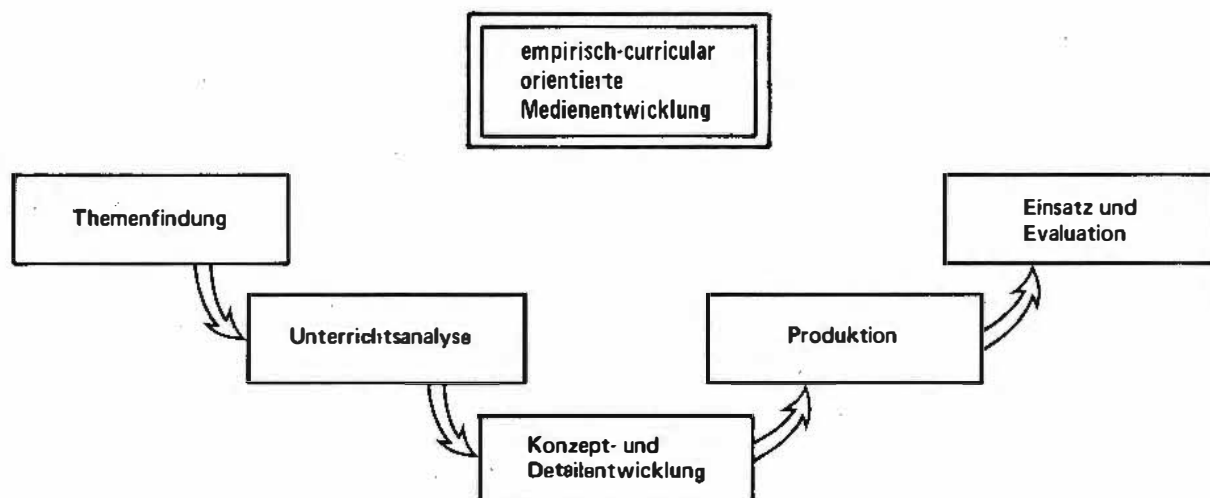 empirisch-curricular
orientierte
Medienentwicklung
Themenfindung
Einsatz und
Evaluation
Unterrichtsanalyse
Produktion
Konzept- und
Detailentwicklung